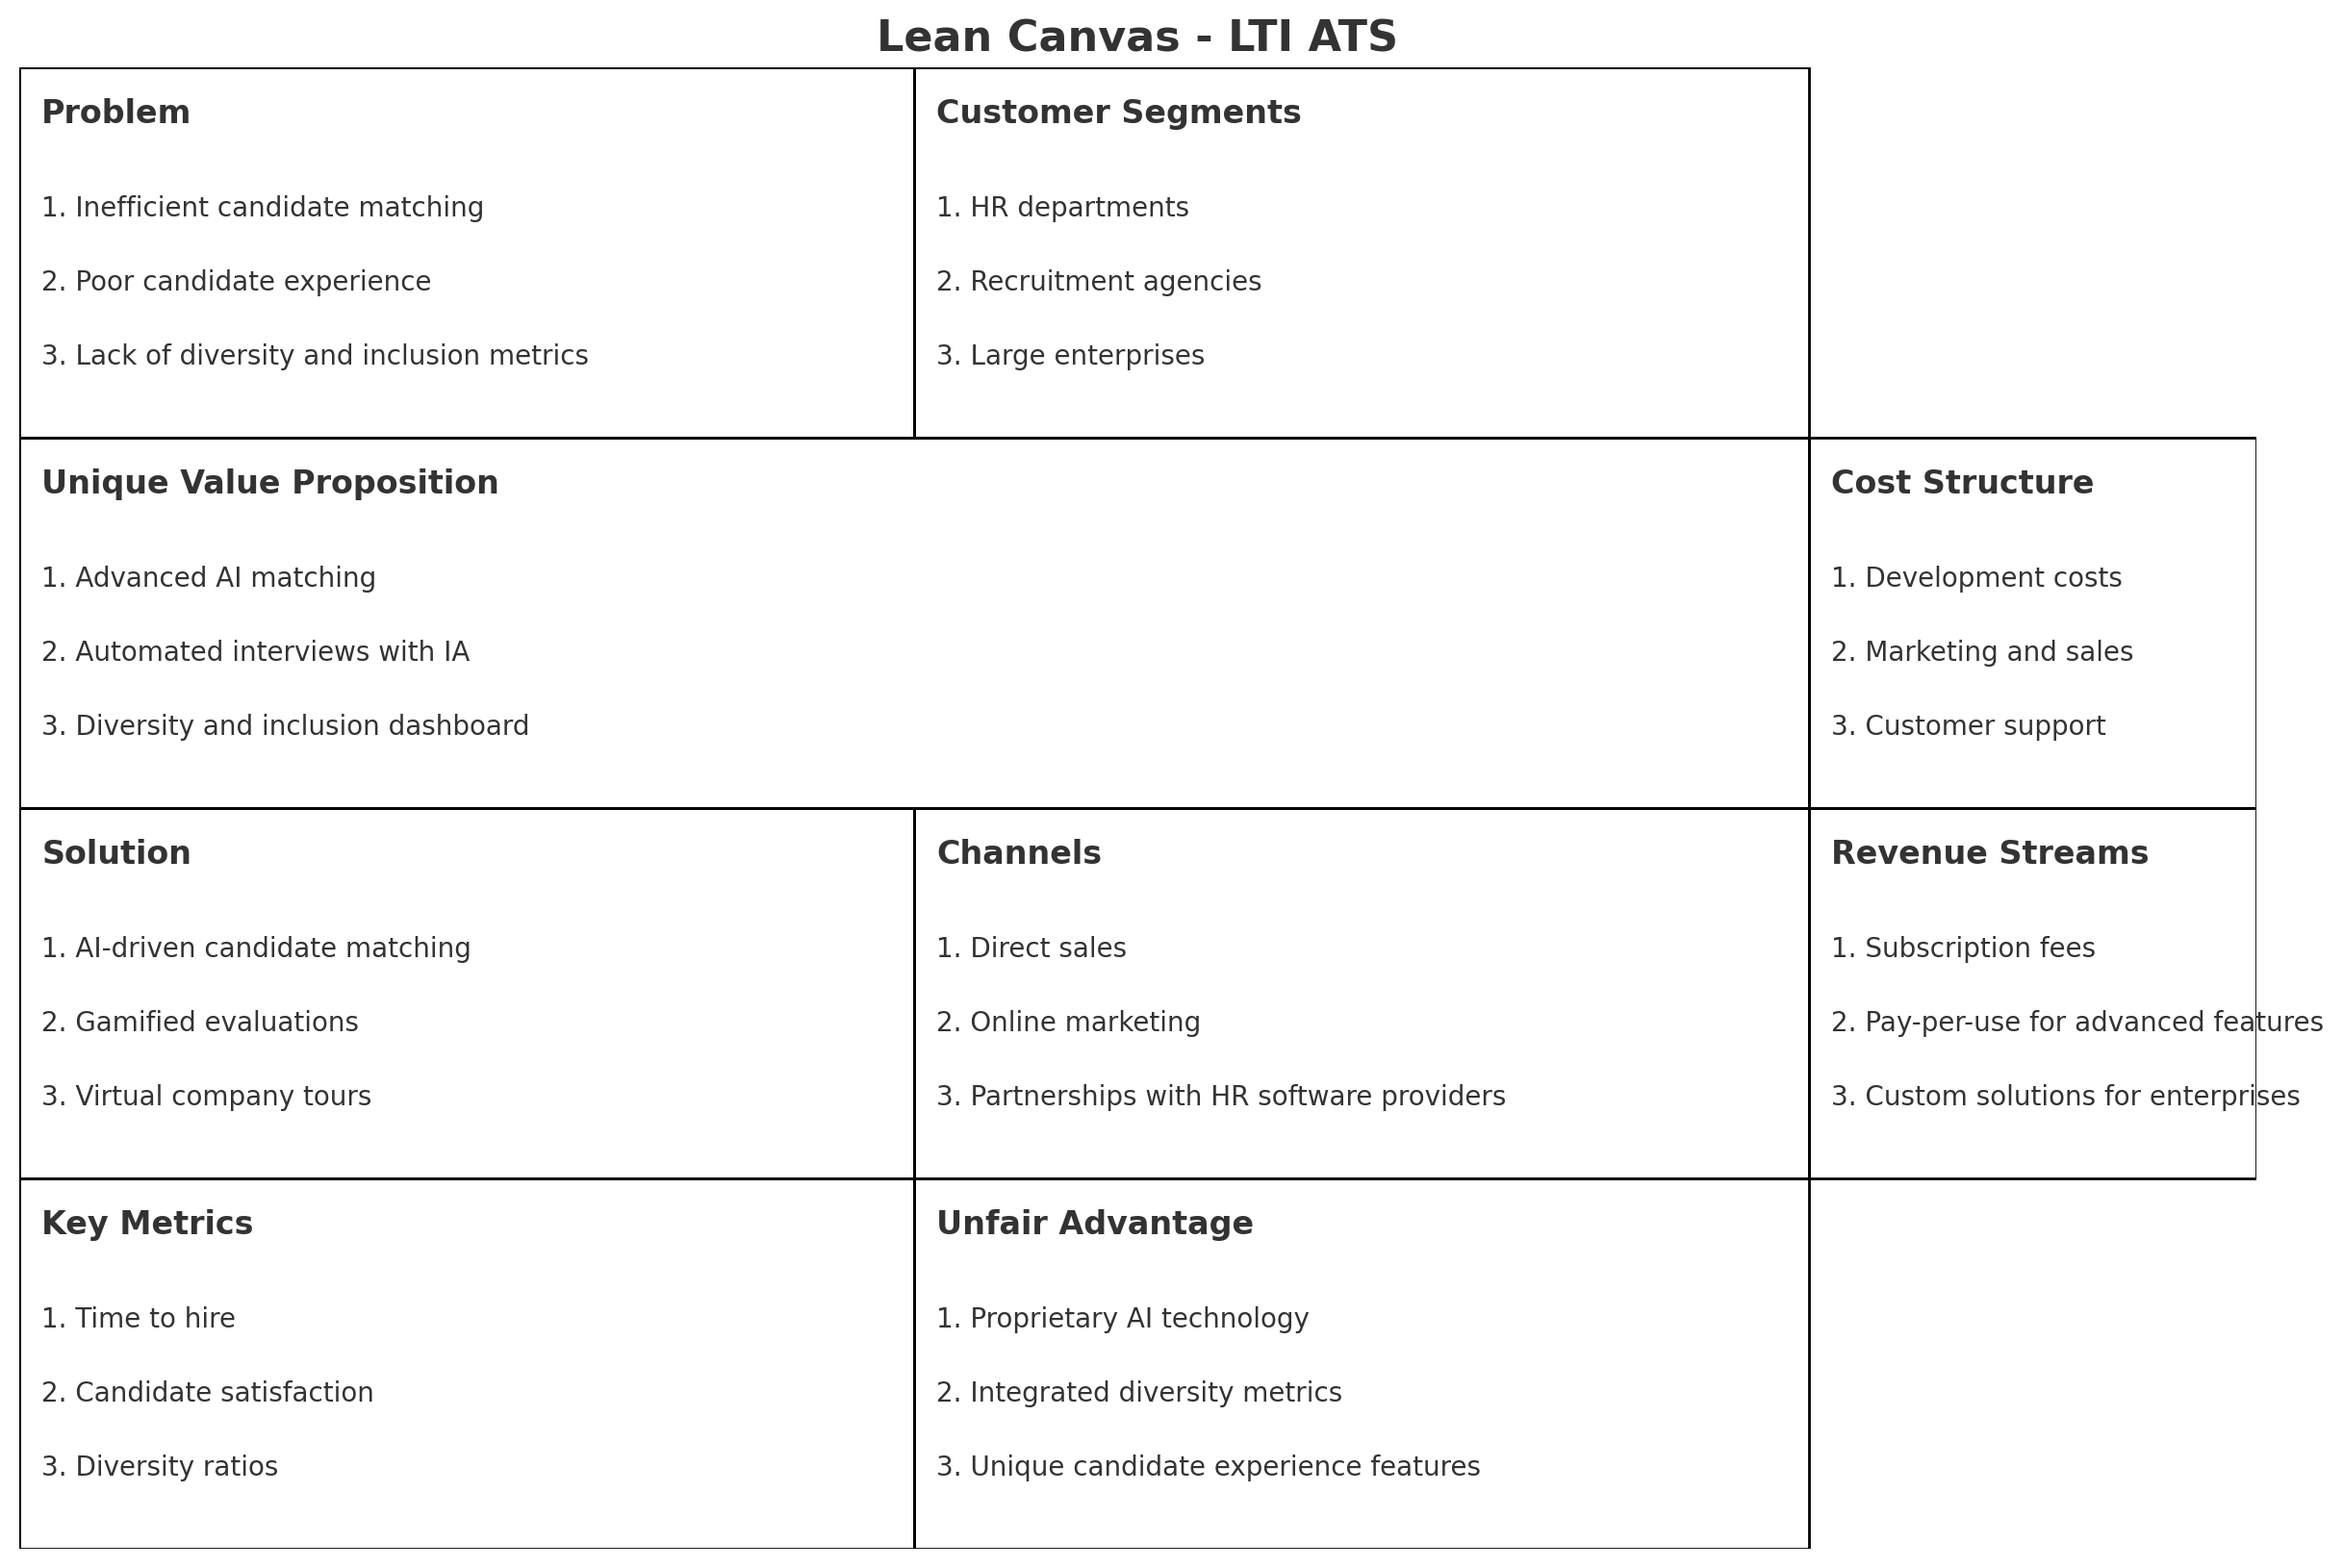 Lean Canvas - LTI ATS
Problem
1. Inefficient candidate matching
2. Poor candidate experience
3. Lack of diversity and inclusion metrics
Customer Segments
1. HR departments
2. Recruitment agencies
3. Large enterprises
Unique Value Proposition
1. Advanced AI matching
2. Automated interviews with IA
3. Diversity and inclusion dashboard
Cost Structure
1. Development costs
2. Marketing and sales
3. Customer support
Solution
1. AI-driven candidate matching
2. Gamified evaluations
3. Virtual company tours
Channels
1. Direct sales
2. Online marketing
3. Partnerships with HR software providers
Revenue Streams
1. Subscription fees
2. Pay-per-use for advanced features
3. Custom solutions for enterprises
Key Metrics
1. Time to hire
2. Candidate satisfaction
3. Diversity ratios
Unfair Advantage
1. Proprietary AI technology
2. Integrated diversity metrics
3. Unique candidate experience features